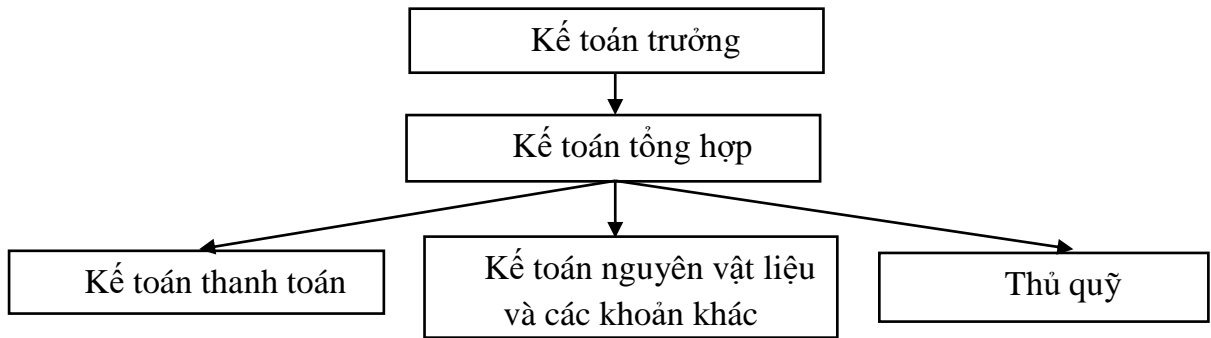 Kế toán trưởng
Kế toán tổng hợp
Kế toán thanh toán
Kế toán nguyên vật liệu
và các khoản khác
Thủ quỹ